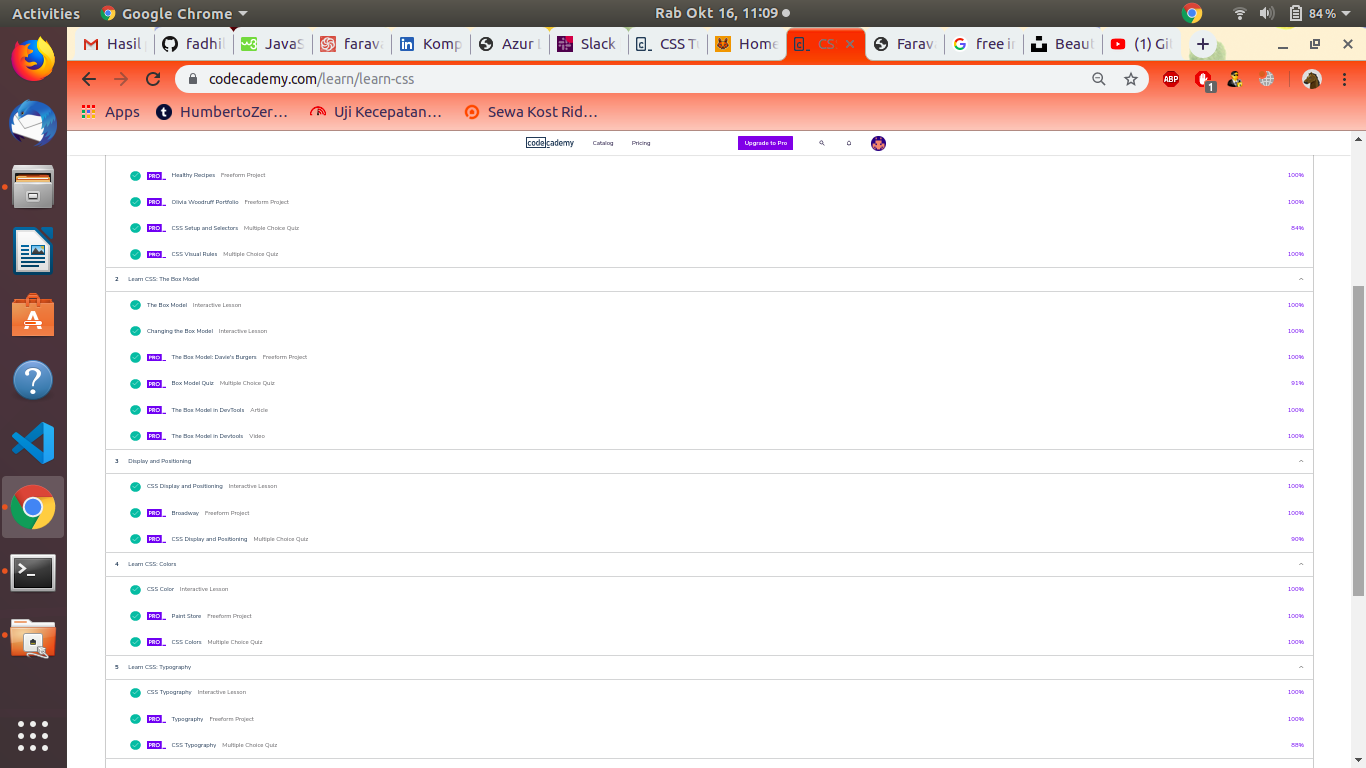 Activities Google Chrome Rab Okt 16, 11:09 84%
Hasil fadhil JavaS farav Komp Azur Slack CSS Home CS Farav free i Beaut (1) Gil
codecademy.com/learn/learn-css
Apps HumbertoZer... Uji Kecepatan... Sewa Kost Rid...
ABP 1
codecademy Catalog Pricing Upgrade to Pro
PRO Healthy Recipes Freeform Project 100%
PRO Olivia Woodruff Portfolio Freeform Project 100%
PRO CSS Setup and Selectors Multiple Choice Quiz 84%
PRO CSS Visual Rules Multiple Choice Quiz 100%
2 Learn CSS: The Box Model
The Box Model Interactive Lesson 100%
Changing the Box Model Interactive Lesson 100%
PRO The Box Model: Davie's Burgers Freeform Project 100%
PRO Box Model Quiz Multiple Choice Quiz 91%
PRO The Box Model in DevTools Article 100%
PRO The Box Model in Devtools Video 100%
3 Display and Positioning
CSS Display and Positioning Interactive Lesson 100%
PRO Broadway Freeform Project 100%
PRO CSS Display and Positioning Multiple Choice Quiz 90%
4 Learn CSS: Colors
CSS Color Interactive Lesson 100%
PRO Paint Store Freeform Project 100%
PRO CSS Colors Multiple Choice Quiz 100%
5 Learn CSS: Typography
CSS Typography Interactive Lesson 100%
PRO Typography Freeform Project 100%
PRO CSS Typography Multiple Choice Quiz 88%